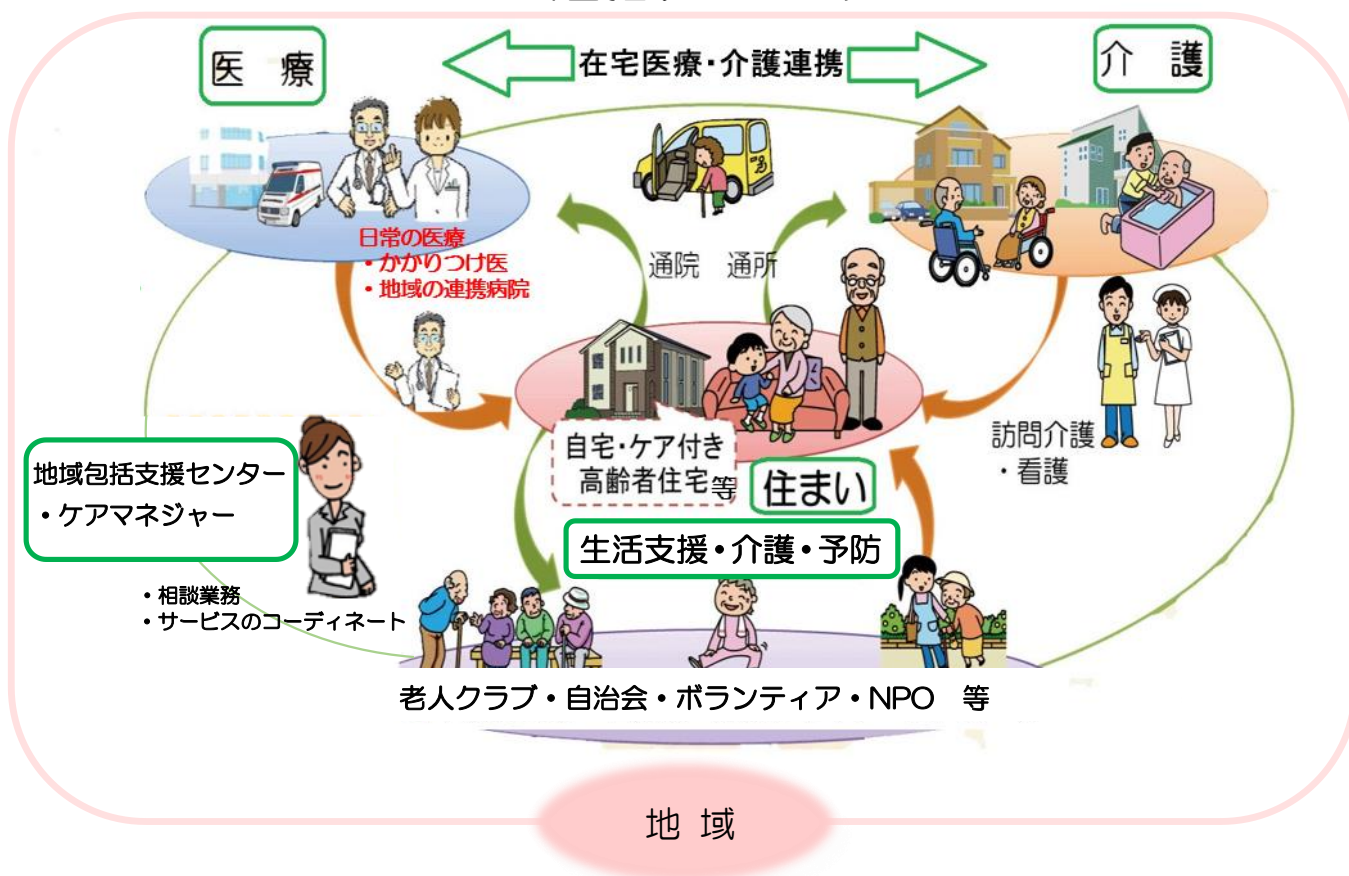 医 療
在宅医療・介護連携
介 護
日常の医療
・かかりつけ医
・地域の連携病院
通院 通所
訪問介護
・看護
自宅・ケア付き
高齢者住宅等
住まい
地域包括支援センター
・ケアマネジャー
・相談業務
・サービスのコーディネート
生活支援・介護・予防
老人クラブ・自治会・ボランティア・NPO 等
地 域